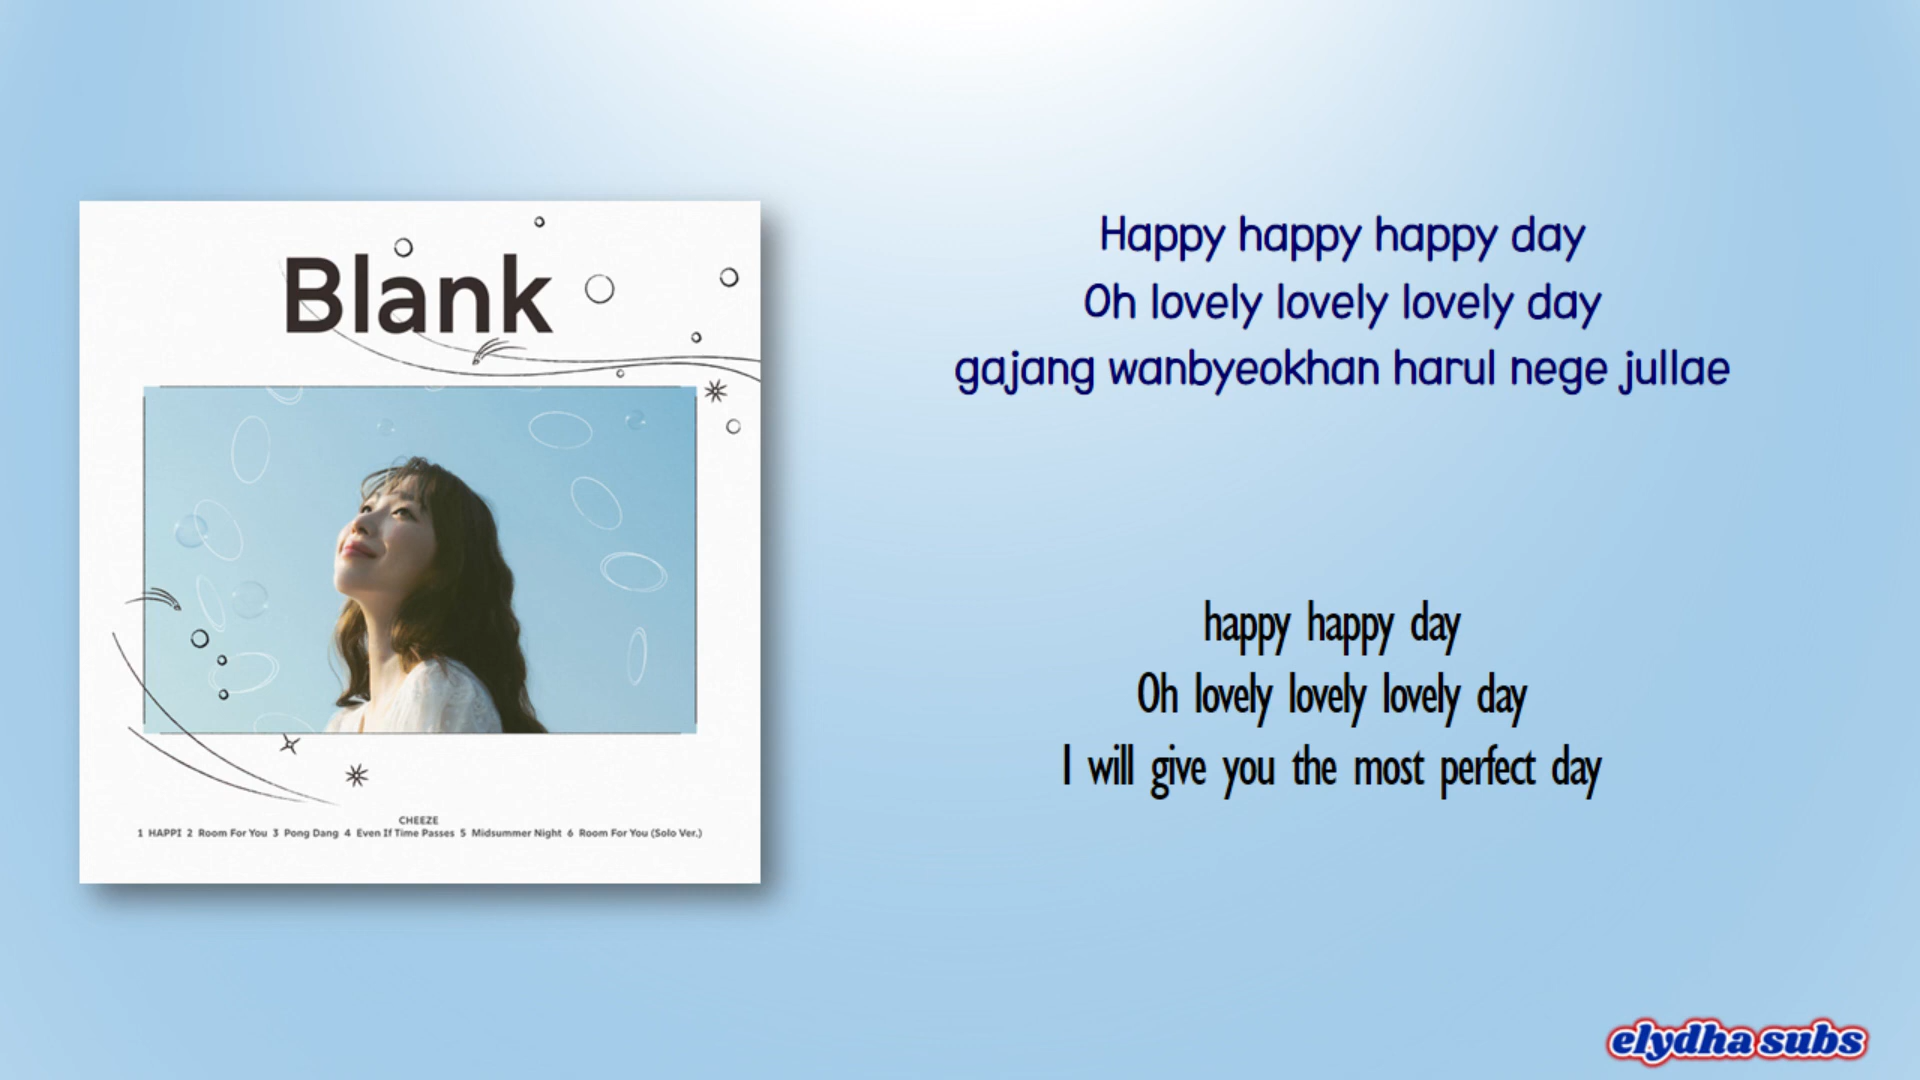 Blank
CHEEZE
1 HAPPI 2 Room For You 3 Pong Dang 4 Even If Time Passes 5 Midsummer Night 6 Room For You (Solo Ver.)
Happy happy happy day
Oh lovely lovely lovely day
gajang wanbyeokhan harul nege jullae
happy happy day
Oh lovely lovely lovely day
I will give you the most perfect day
elydha subs